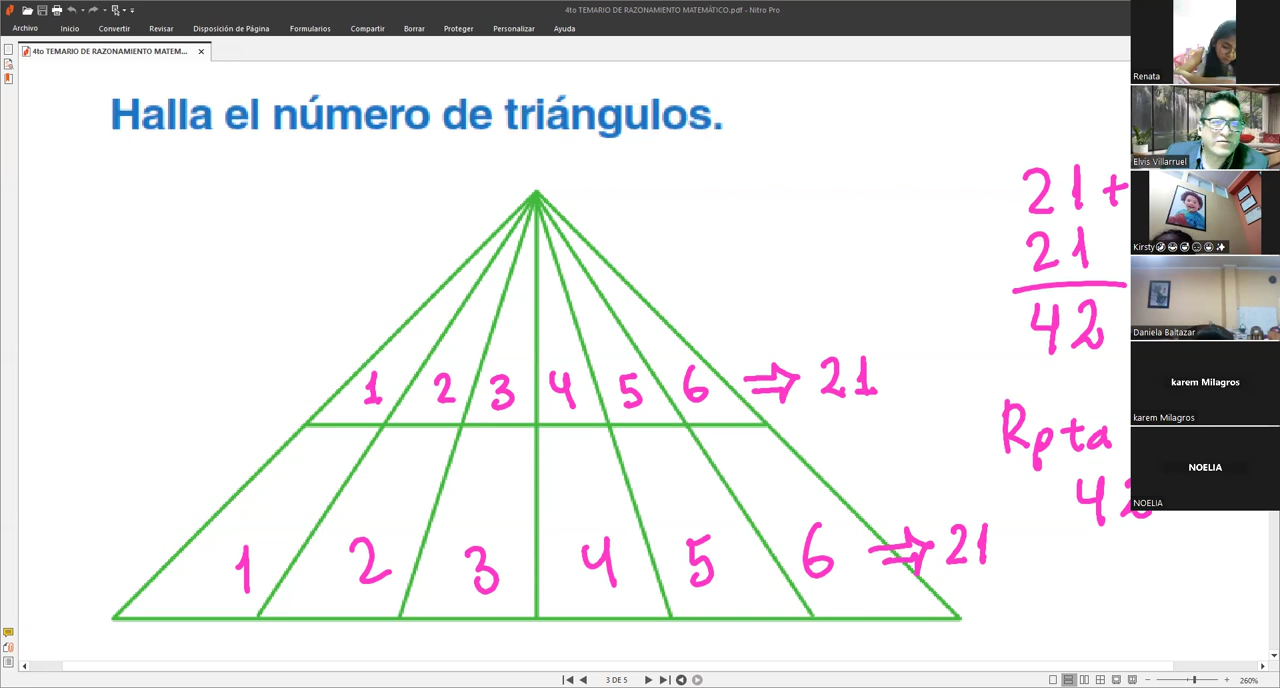 4to TEMARIO DE RAZONAMIENTO MATEMÁTICO.pdf - Nitro Pro
Archivo Inicio Convertir Revisar Disposición de Página Formularios Compartir Borrar Proteger Personalizar Ayuda
4to TEMARIO DE RAZONAMIENTO MATEM...
Halla el número de triángulos.
21 +
21
42
1 2 3 4 5 6 ⇒ 21
Rpta
42
1 2 3 4 5 6 ⇒ 21
Renata
Elvis Villarruel
Kirsty
Daniela Baltazar
karem Milagros
karem Milagros
NOELIA
NOELIA
3 DE 5
260%